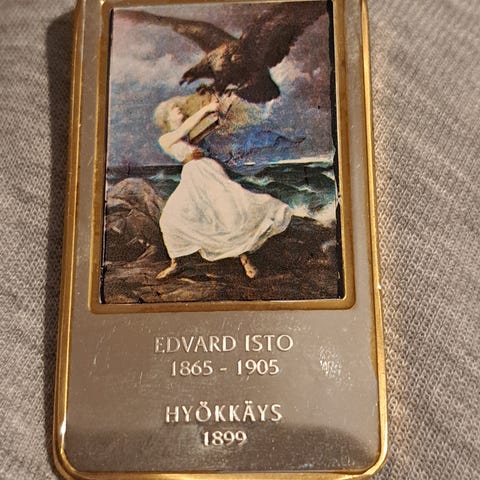 EDVARD ISTO
1865 - 1905
HYÖKKÄYS
1899